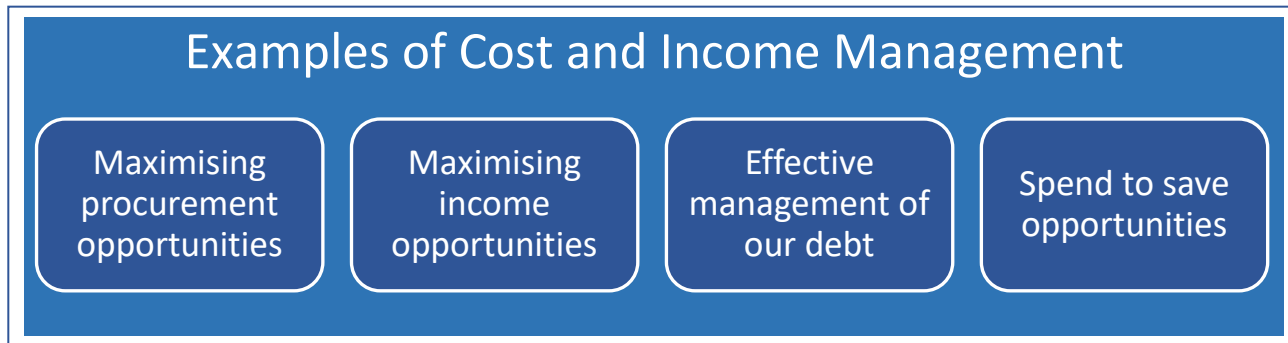 Examples of Cost and Income Management
Maximising
procurement
opportunities
Maximising
income
opportunities
Effective
management of
our debt
Spend to save
opportunities